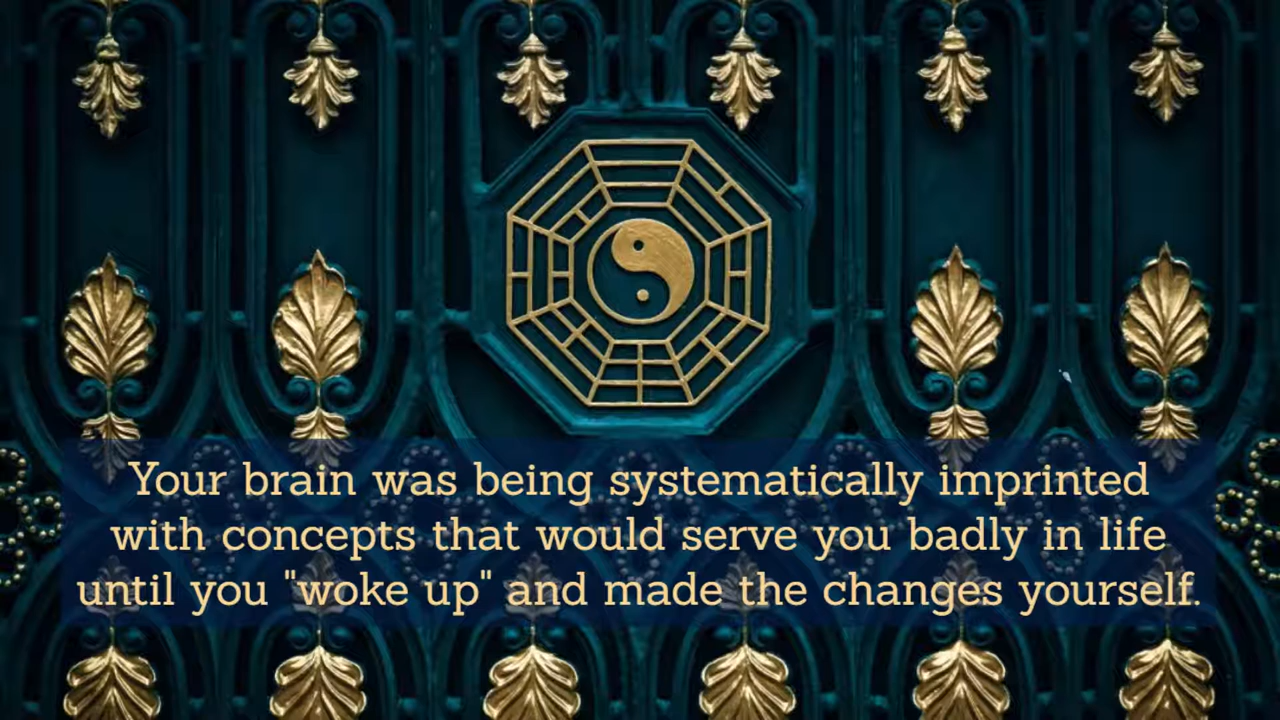 Your brain was being systematically imprinted
with concepts that would serve you badly in life
until you "woke up" and made the changes yourself.